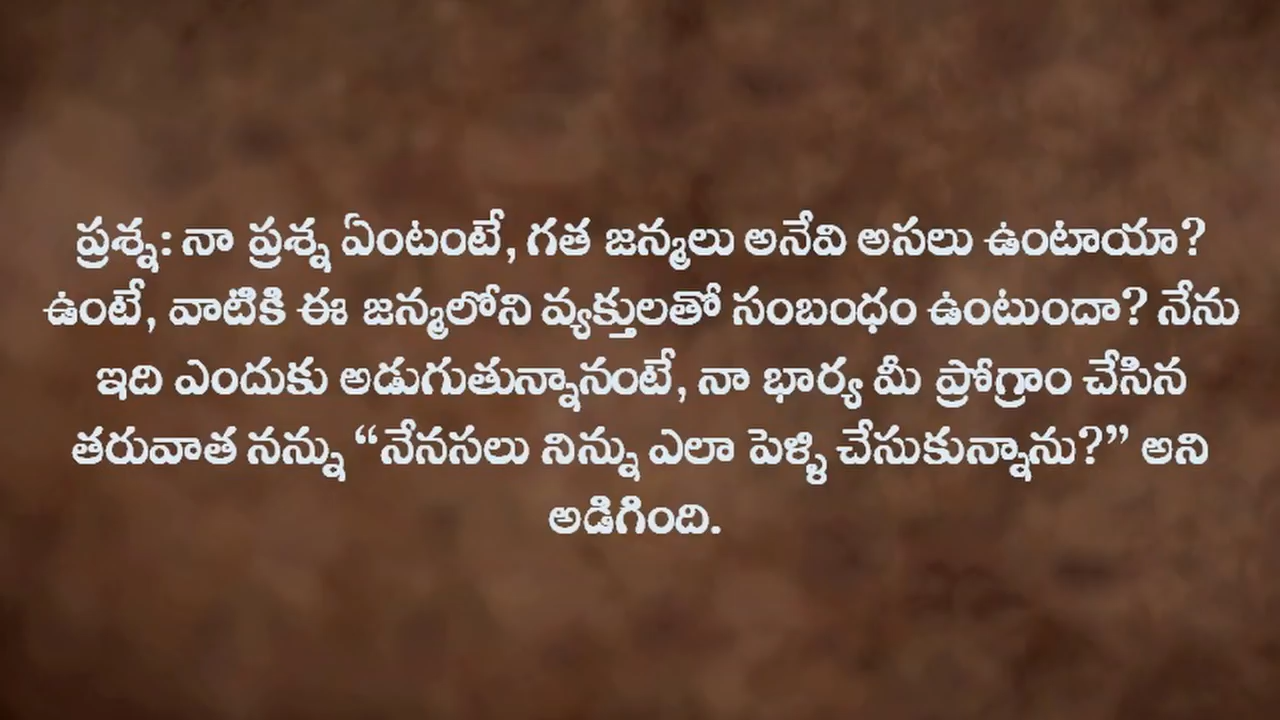 ప్రశ్న: నా ప్రశ్న ఏంటంటే, గత జన్మలు అనేవి అసలు ఉంటాయా?
ఉంటే, వాటికి ఈ జన్మలోని వ్యక్తులతో సంబంధం ఉంటుందా? నేను
ఇది ఎందుకు అడుగుతున్నానంటే, నా భార్య మీ ప్రోగ్రాం చేసిన
తరువాత నన్ను “నేనసలు నిన్ను ఎలా పెళ్ళి చేసుకున్నాను?” అని
అడిగింది.